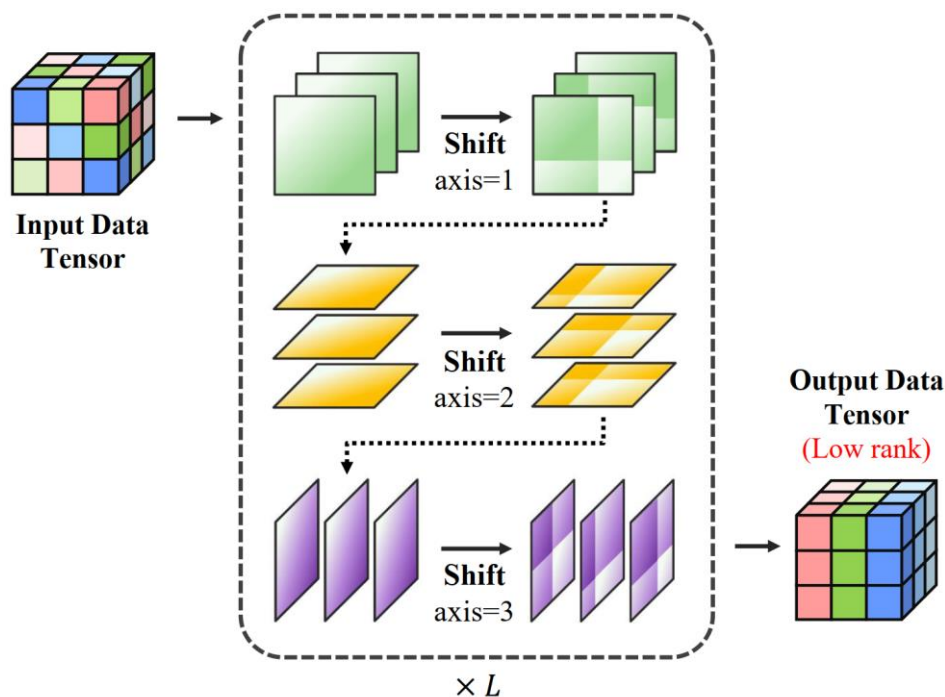 Input Data
Tensor
Shift
axis=1
Shift
axis=2
Shift
axis=3
× L
Output Data
Tensor
(Low rank)